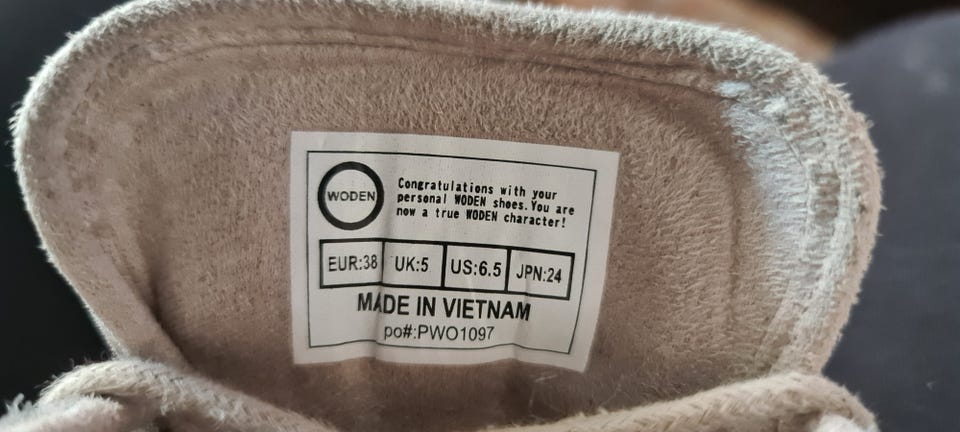 WODEN
Congratulations with your
personal WODEN shoes.You are
now a true WODEN character!
EUR:38 UK:5 US:6.5 JPN:24
MADE IN VIETNAM
po#:PWO1097